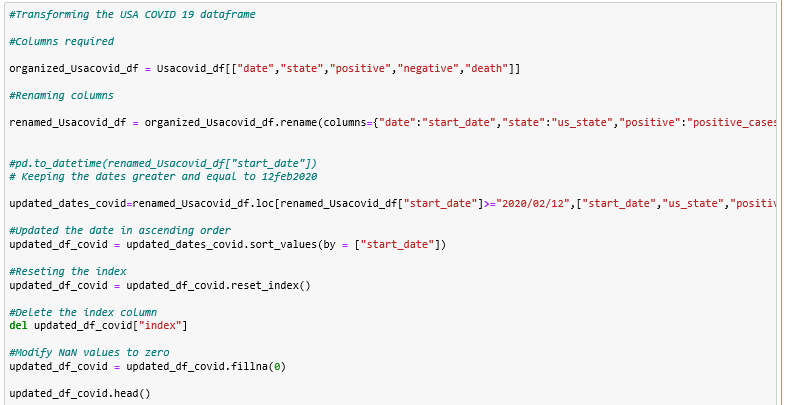 #Transforming the USA COVID 19 dataframe
#Columns required
organized_Usacovid_df = Usacovid_df[["date","state","positive","negative","death"]]
#Renaming columns
renamed_Usacovid_df = organized_Usacovid_df.rename(columns={"date":"start_date","state":"us_state","positive":"positive_cases
#pd.to_datetime(renamed_Usacovid_df["start_date"])
# Keeping the dates greater and equal to 12feb2020
updated_dates_covid=renamed_Usacovid_df.loc[renamed_Usacovid_df["start_date"]>="2020/02/12",["start_date","us_state","positiv
#Updated the date in ascending order
updated_df_covid = updated_dates_covid.sort_values(by = ["start_date"])
#Reseting the index
updated_df_covid = updated_df_covid.reset_index()
#Delete the index column
del updated_df_covid["index"]
#Modify NaN values to zero
updated_df_covid = updated_df_covid.fillna(0)
updated_df_covid.head()